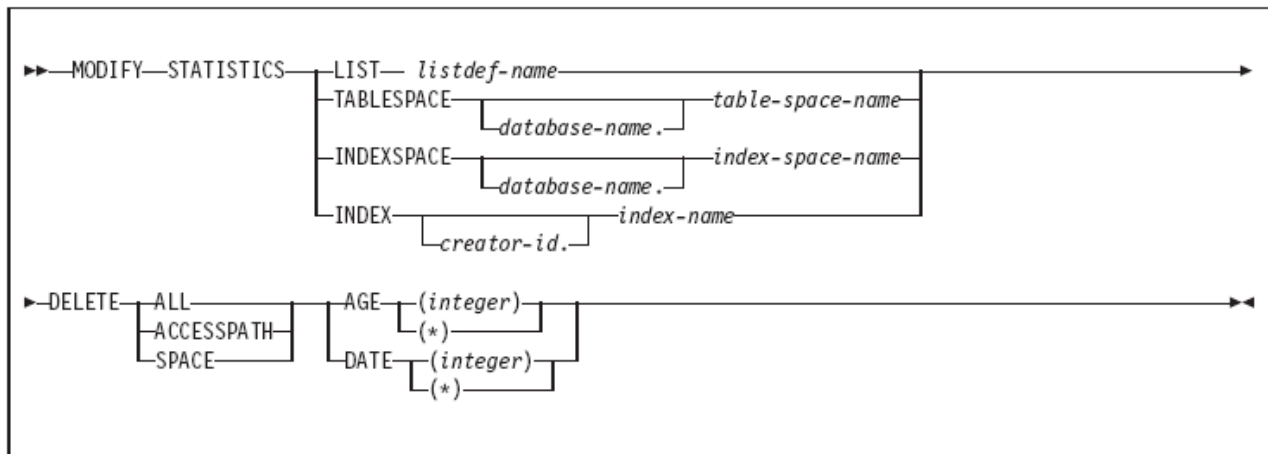 MODIFY STATISTICS LIST listdef-name
TABLESPACE table-space-name
database-name.
INDEXSPACE index-space-name
database-name.
INDEX index-name
creator-id.
DELETE ALL AGE (integer)
ACCESSPATH (*)
SPACE DATE (integer)
(*)